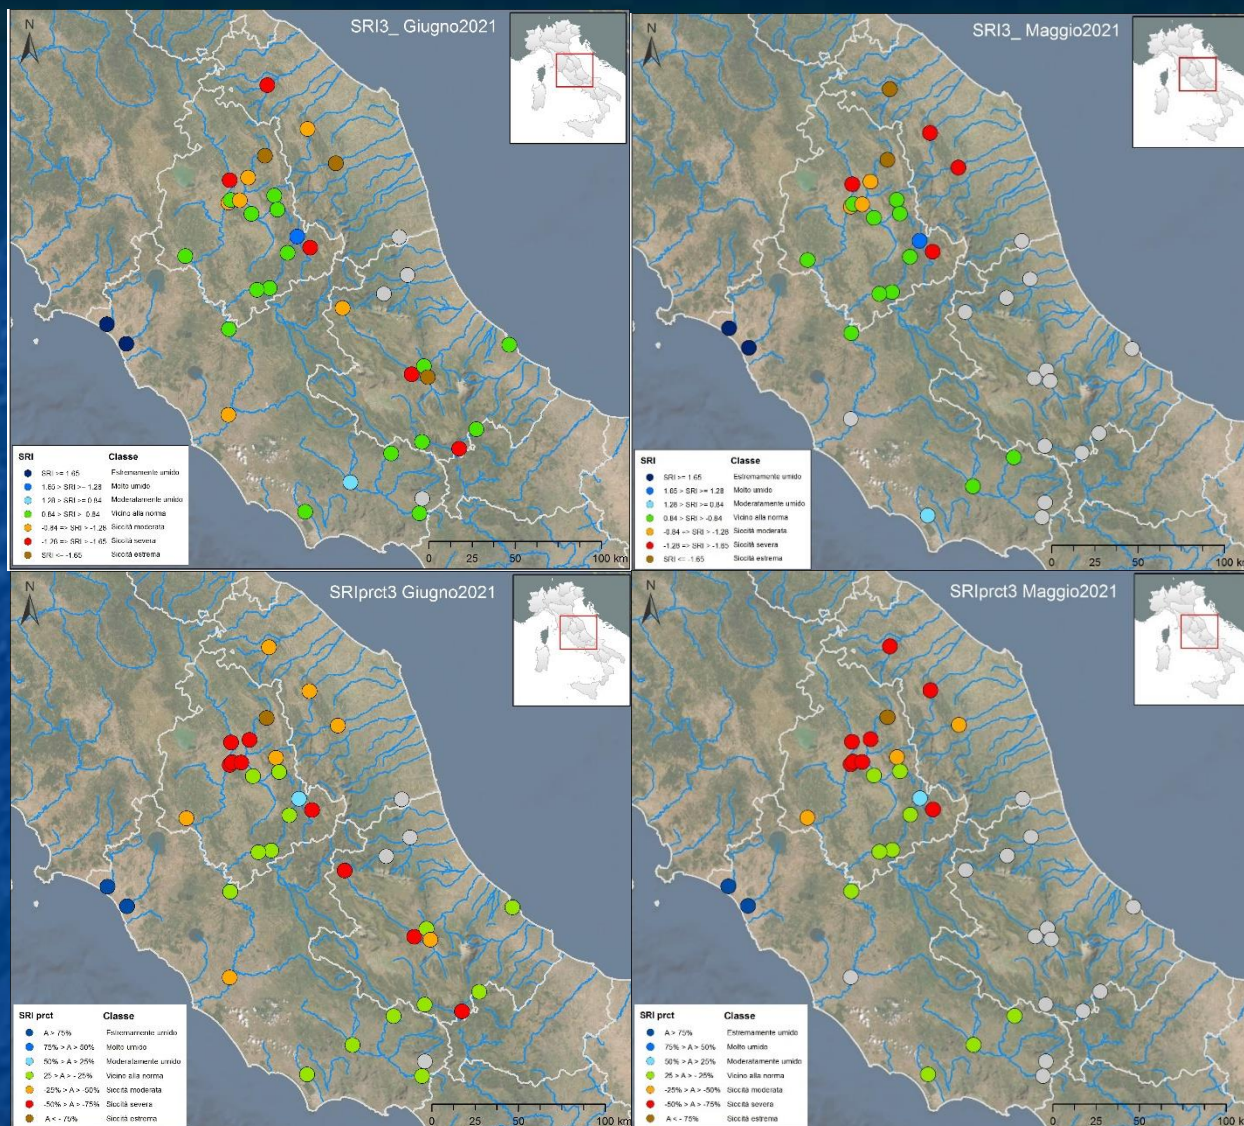 SRI3_ Giugno2021
N
SRI Classe
SRI >= 1.65 Estremamente umido
1.65 > SRI >= 1.28 Molto umido
1.28 > SRI >= 0.84 Moderatamente umido
0.84 > SRI > -0.84 Vicino alla norma
-0.84 => SRI > -1.28 Siccità moderata
-1.28 => SRI > -1.65 Siccità severa
SRI <= -1.65 Siccità estrema
0 25 50 100 km
SRI3_ Maggio2021
N
SRI Classe
SRI >= 1.65 Estremamente umido
1.65 > SRI >= 1.28 Molto umido
1.28 > SRI >= 0.84 Moderatamente umido
0.84 > SRI > -0.84 Vicino alla norma
-0.84 => SRI > -1.28 Siccità moderata
-1.28 => SRI > -1.65 Siccità severa
SRI <= -1.65 Siccità estrema
0 25 50 100 km
SRIprct3 Giugno2021
N
SRI prct Classe
A > 75% Estremamente umido
75% > A > 50% Molto umido
50% > A > 25% Moderatamente umido
25 > A > -25% Vicino alla norma
-25% > A > -50% Siccità moderata
-50% > A > -75% Siccità severa
A < -75% Siccità estrema
0 25 50 100 km
SRIprct3 Maggio2021
N
SRI prct Classe
A > 75% Estremamente umido
75% > A > 50% Molto umido
50% > A > 25% Moderatamente umido
25 > A > -25% Vicino alla norma
-25% > A > -50% Siccità moderata
-50% > A > -75% Siccità severa
A < -75% Siccità estrema
0 25 50 100 km